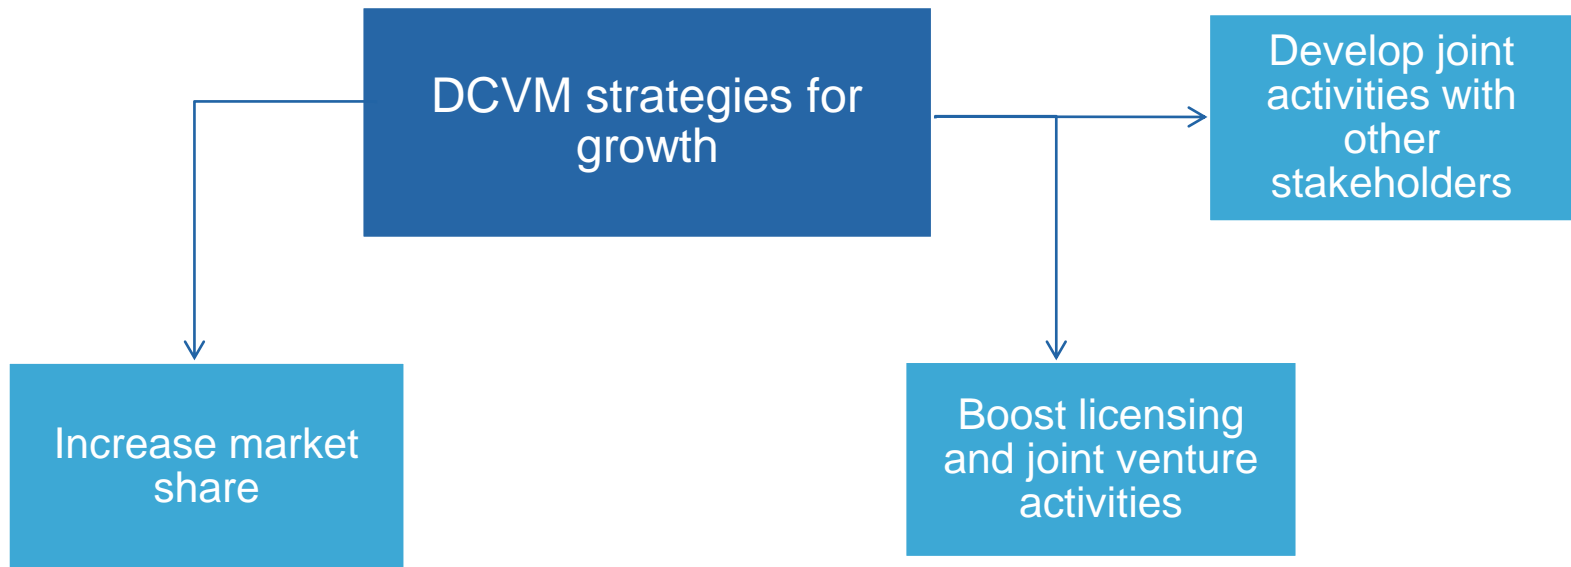 DCVM strategies for
growth
Develop joint
activities with
other
stakeholders
Increase market
share
Boost licensing
and joint venture
activities